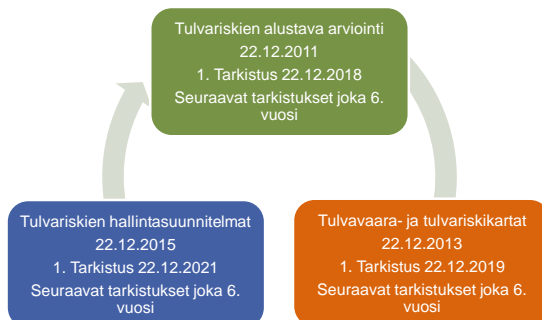 Tulvariskien alustava arviointi
22.12.2011
1. Tarkistus 22.12.2018
Seuraavat tarkistukset joka 6.
vuosi
Tulvariskien hallintasuunnitelmat
22.12.2015
1. Tarkistus 22.12.2021
Seuraavat tarkistukset joka 6.
vuosi
Tulvavaara- ja tulvariskikartat
22.12.2013
1. Tarkistus 22.12.2019
Seuraavat tarkistukset joka 6.
vuosi